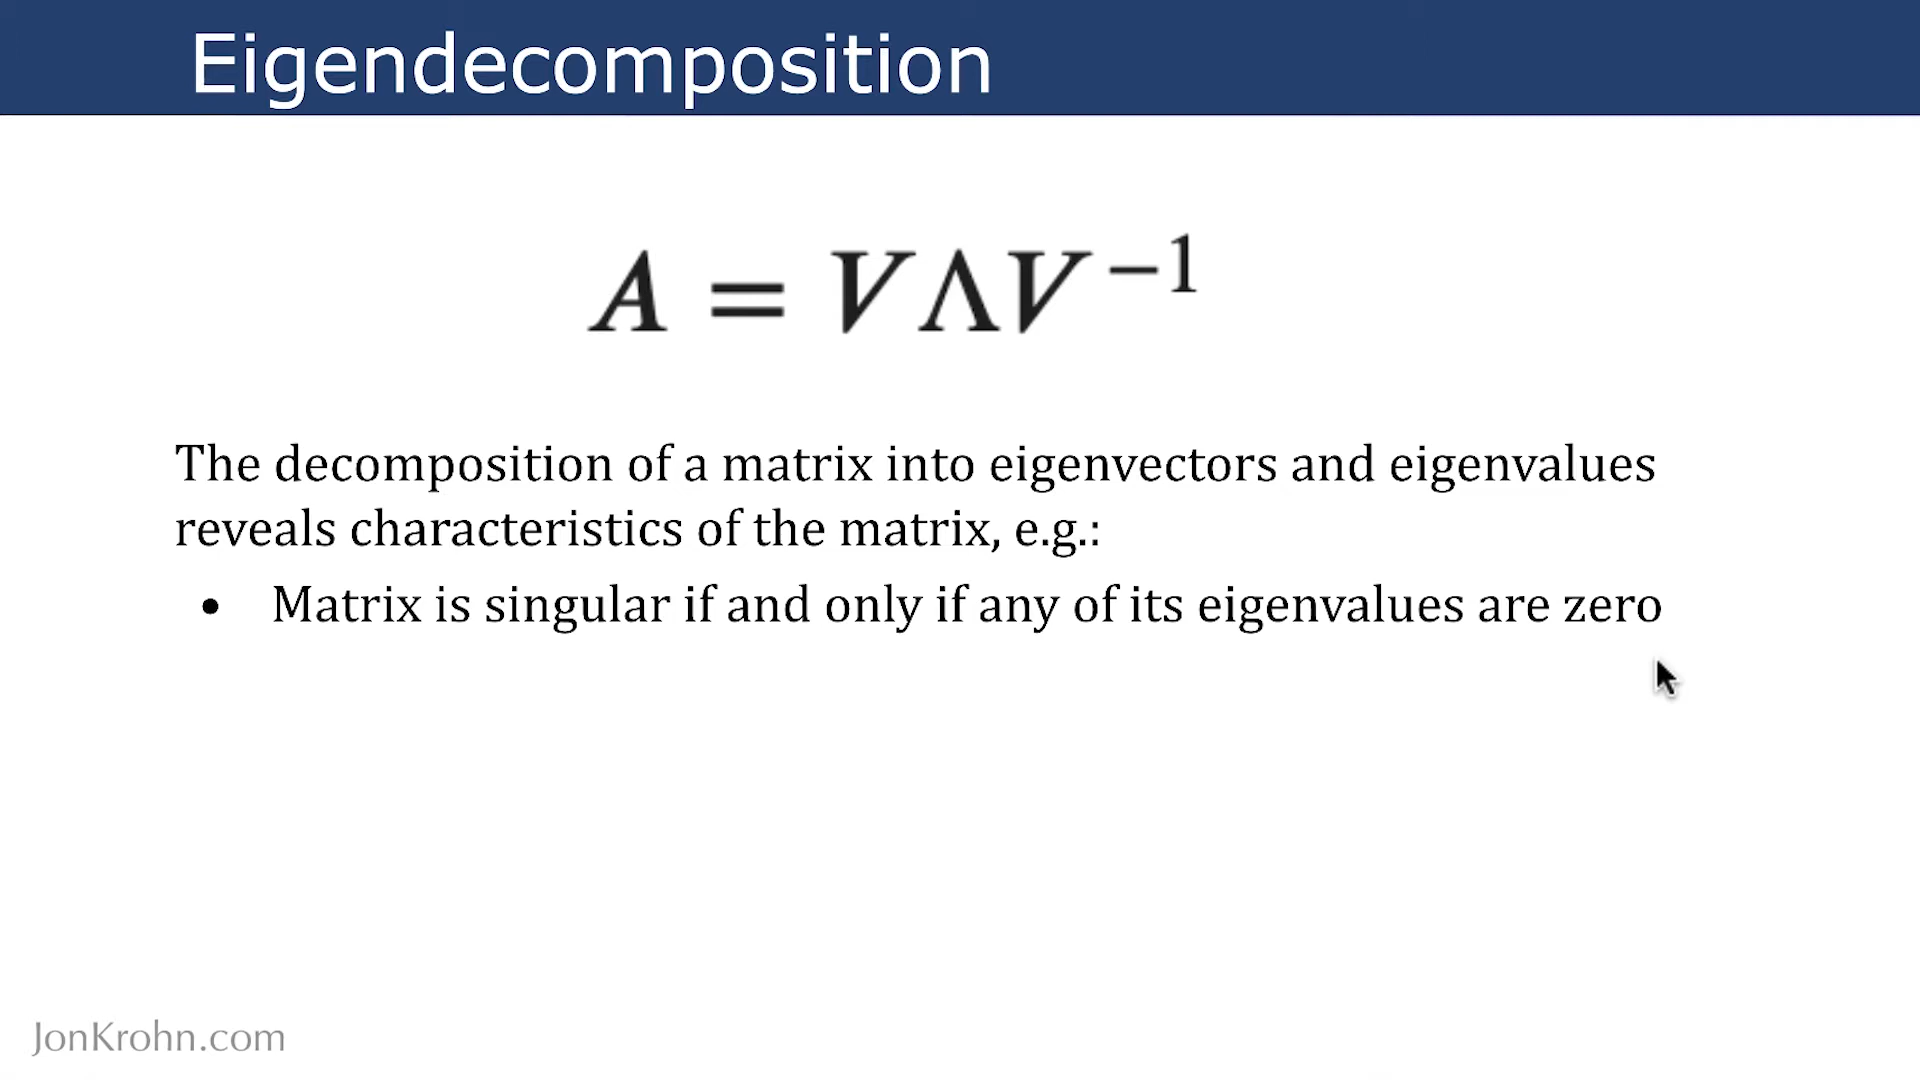 Eigendecomposition
A = VΛV⁻¹
The decomposition of a matrix into eigenvectors and eigenvalues
reveals characteristics of the matrix, e.g.:
• Matrix is singular if and only if any of its eigenvalues are zero
JonKrohn.com